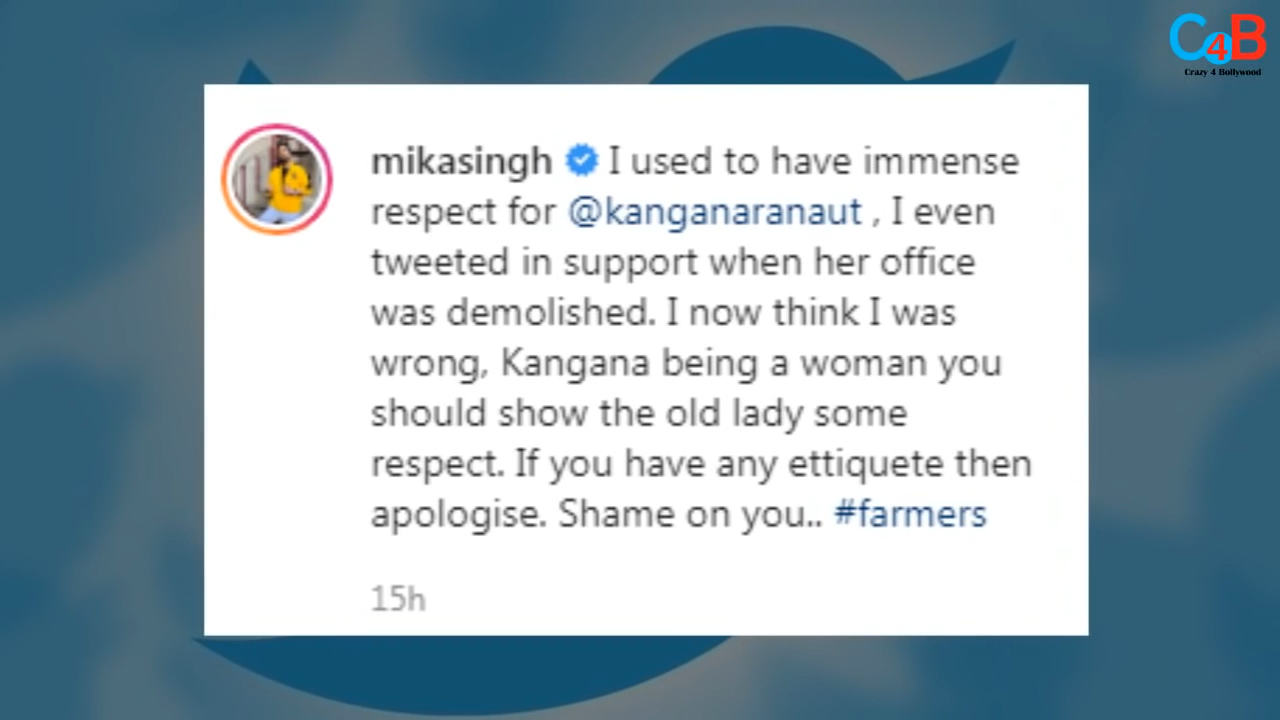 C4B
Crazy 4 Bollywood
mikasingh I used to have immense
respect for @kanganaranaut , I even
tweeted in support when her office
was demolished. I now think I was
wrong, Kangana being a woman you
should show the old lady some
respect. If you have any ettiquete then
apologise. Shame on you.. #farmers
15h